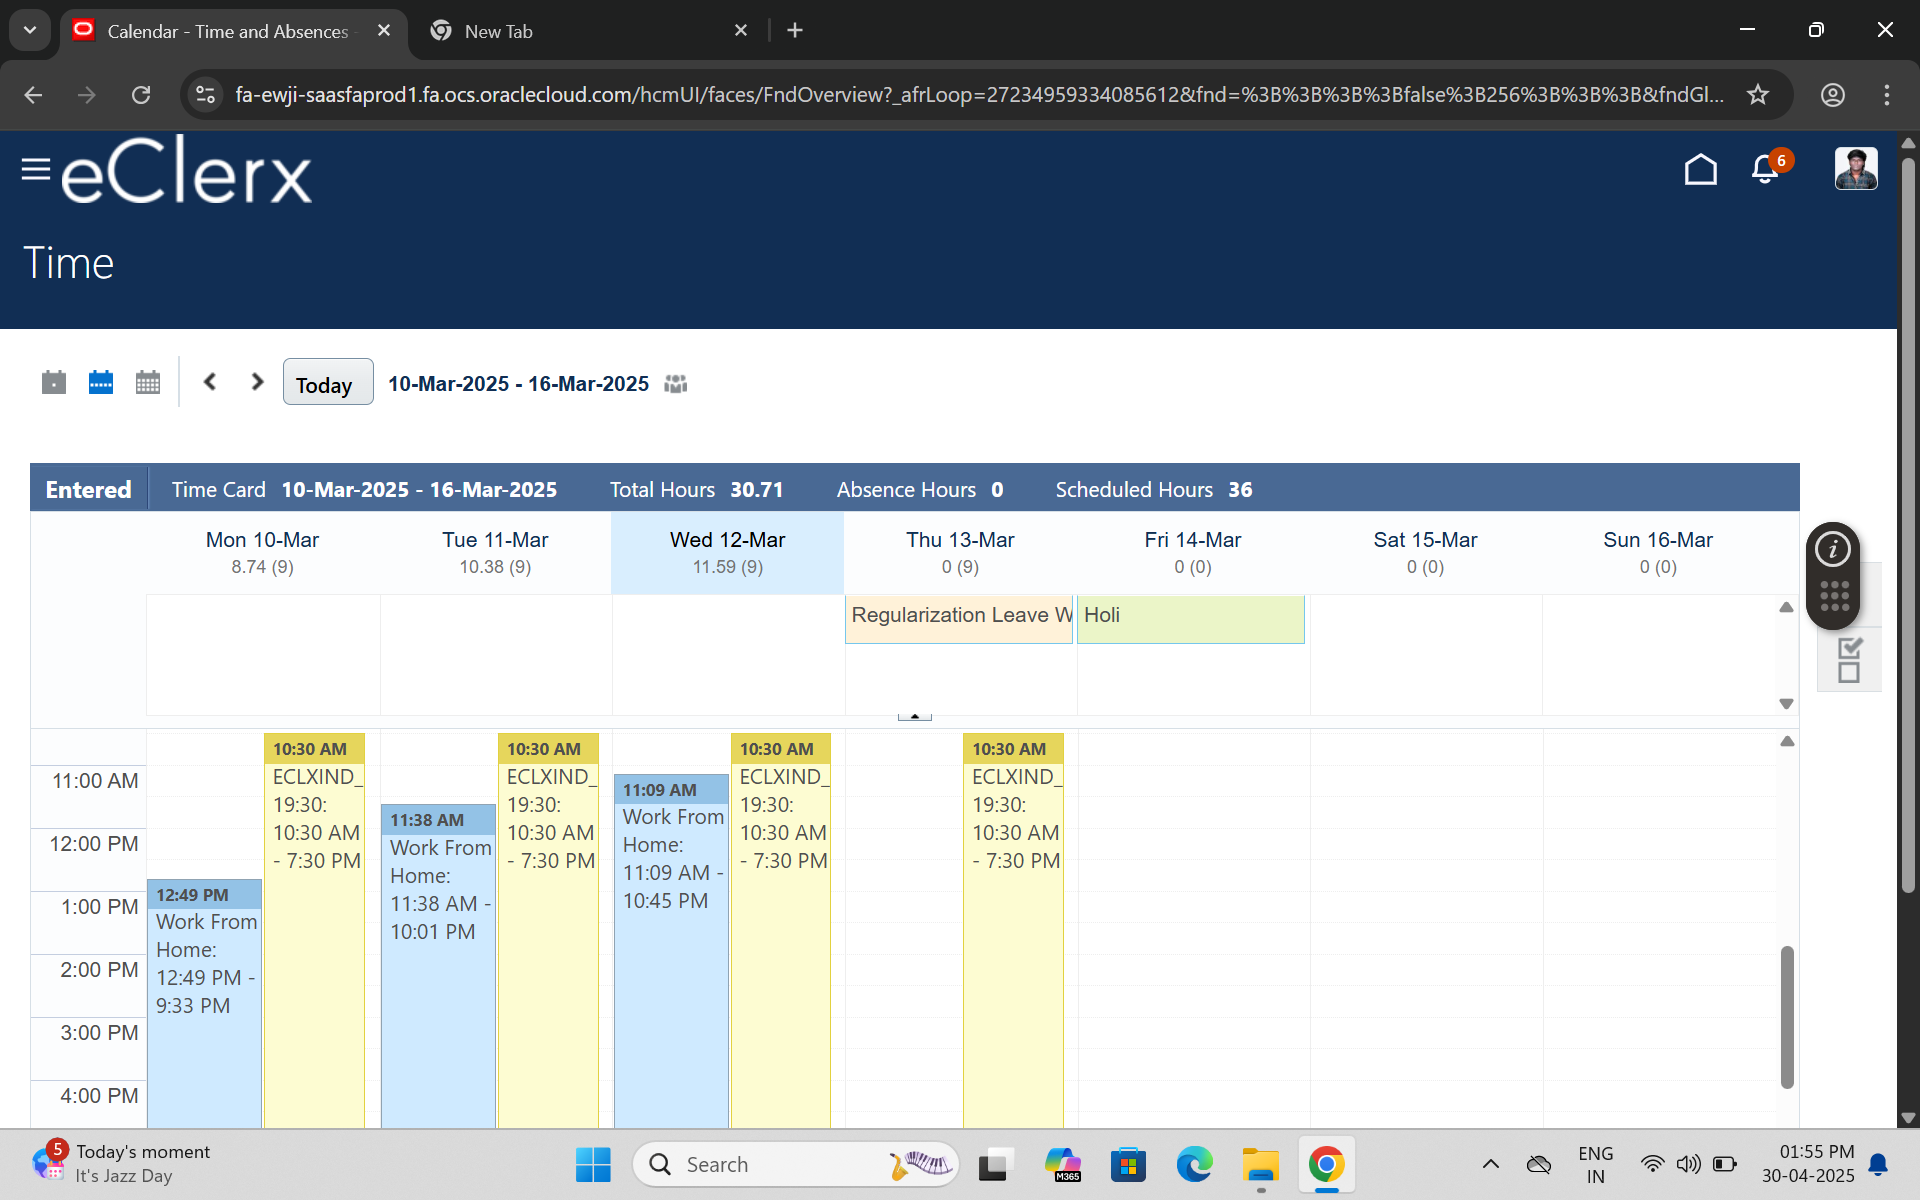 Calendar - Time and Absences -
New Tab
fa-ewji-saasfaprod1.fa.ocs.oraclecloud.com/hcmUI/faces/FndOverview?_afrLoop=27234959334085612&fnd=%3B%3B%3B%3Bfalse%3B256%3B%3B%3B&fndGl...
eClerx
6
Time
Today
10-Mar-2025 - 16-Mar-2025
Entered
Time Card 10-Mar-2025 - 16-Mar-2025
Total Hours 30.71
Absence Hours 0
Scheduled Hours 36
Mon 10-Mar
8.74 (9)
Tue 11-Mar
10.38 (9)
Wed 12-Mar
11.59 (9)
Thu 13-Mar
0 (9)
Fri 14-Mar
0 (0)
Sat 15-Mar
0 (0)
Sun 16-Mar
0 (0)
Regularization Leave W
Holi
11:00 AM
12:00 PM
1:00 PM
2:00 PM
3:00 PM
4:00 PM
12:49 PM
Work From
Home:
12:49 PM -
9:33 PM
10:30 AM
ECLXIND_
19:30:
10:30 AM
- 7:30 PM
11:38 AM
Work From
Home:
11:38 AM -
10:01 PM
10:30 AM
ECLXIND_
19:30:
10:30 AM
- 7:30 PM
11:09 AM
Work From
Home:
11:09 AM -
10:45 PM
10:30 AM
ECLXIND_
19:30:
10:30 AM
- 7:30 PM
10:30 AM
ECLXIND_
19:30:
10:30 AM
- 7:30 PM
5
Today's moment
It's Jazz Day
Search
M365
ENG
IN
01:55 PM
30-04-2025